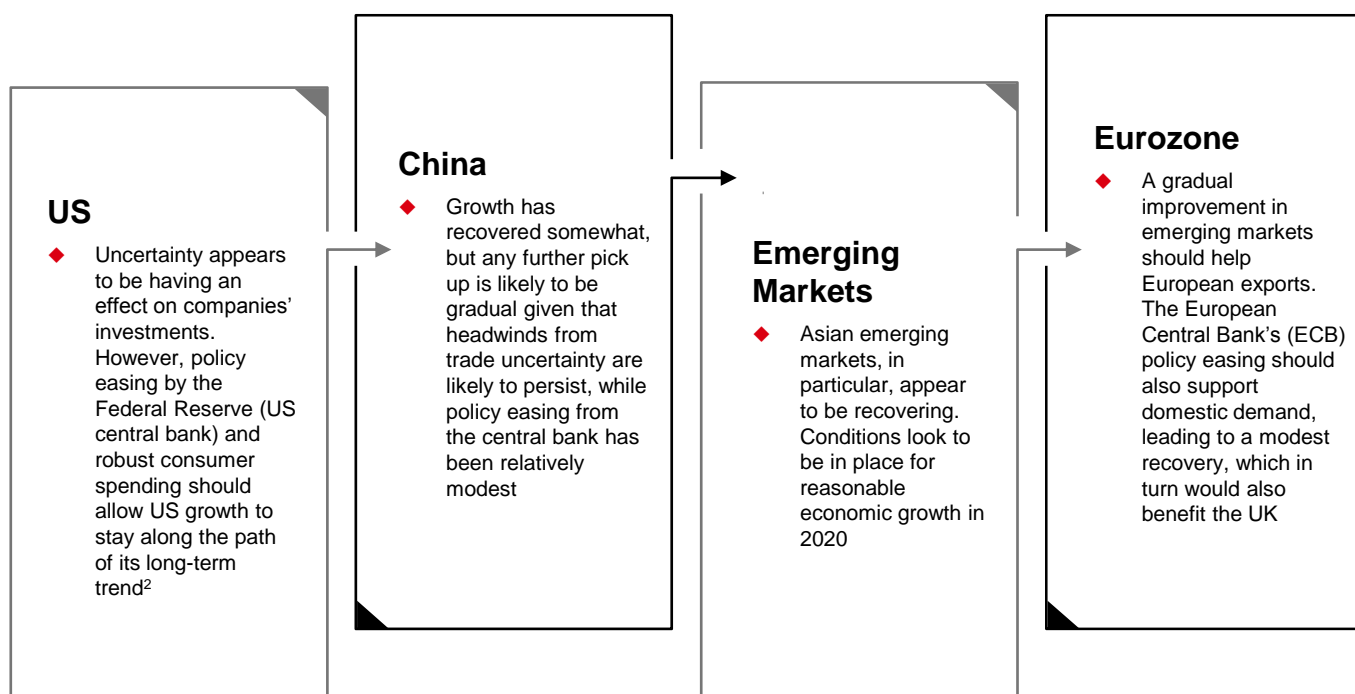 US
Uncertainty appears
to be having an
effect on companies’
investments.
However, policy
easing by the
Federal Reserve (US
central bank) and
robust consumer
spending should
allow US growth to
stay along the path
of its long-term
trend²
China
Growth has
recovered somewhat,
but any further pick
up is likely to be
gradual given that
headwinds from
trade uncertainty are
likely to persist, while
policy easing from
the central bank has
been relatively
modest
Emerging
Markets
Asian emerging
markets, in
particular, appear
to be recovering.
Conditions look to
be in place for
reasonable
economic growth in
2020
Eurozone
A gradual
improvement in
emerging markets
should help
European exports.
The European
Central Bank’s (ECB)
policy easing should
also support
domestic demand,
leading to a modest
recovery, which in
turn would also
benefit the UK